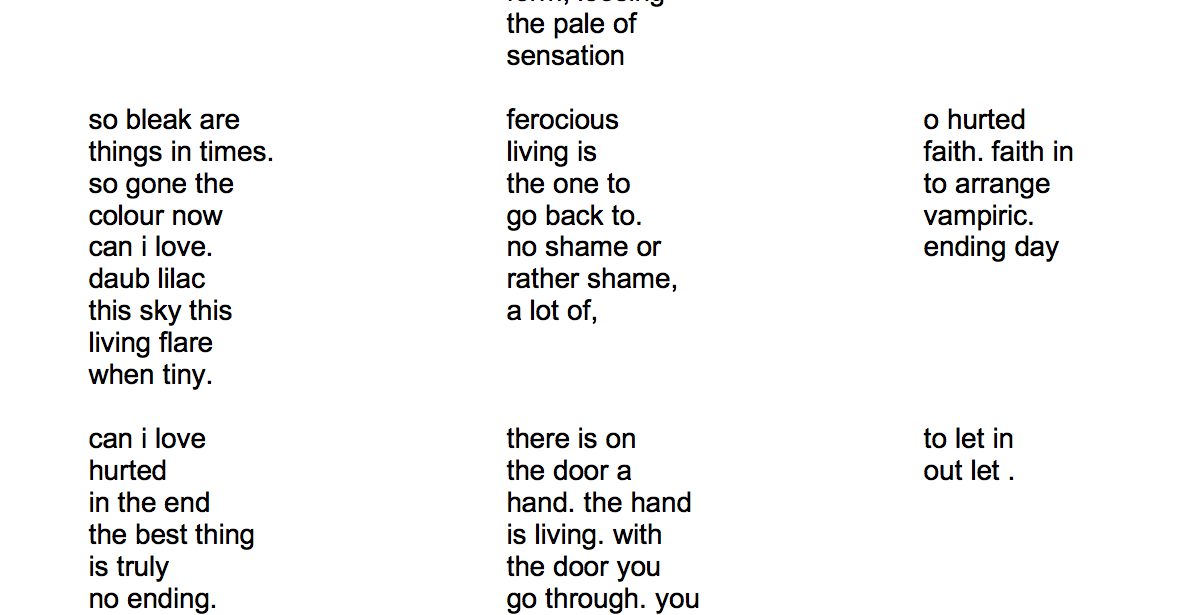 so bleak are
things in times.
so gone the
colour now
can i love.
daub lilac
this sky this
living flare
when tiny.
can i love
hurted
in the end
the best thing
is truly
no ending.
the pale of
sensation
ferocious
living is
the one to
go back to.
no shame or
rather shame,
a lot of,
there is on
the door a
hand. the hand
is living. with
the door you
go through. you
o hurted
faith. faith in
to arrange
vampiric.
ending day
to let in
out let .